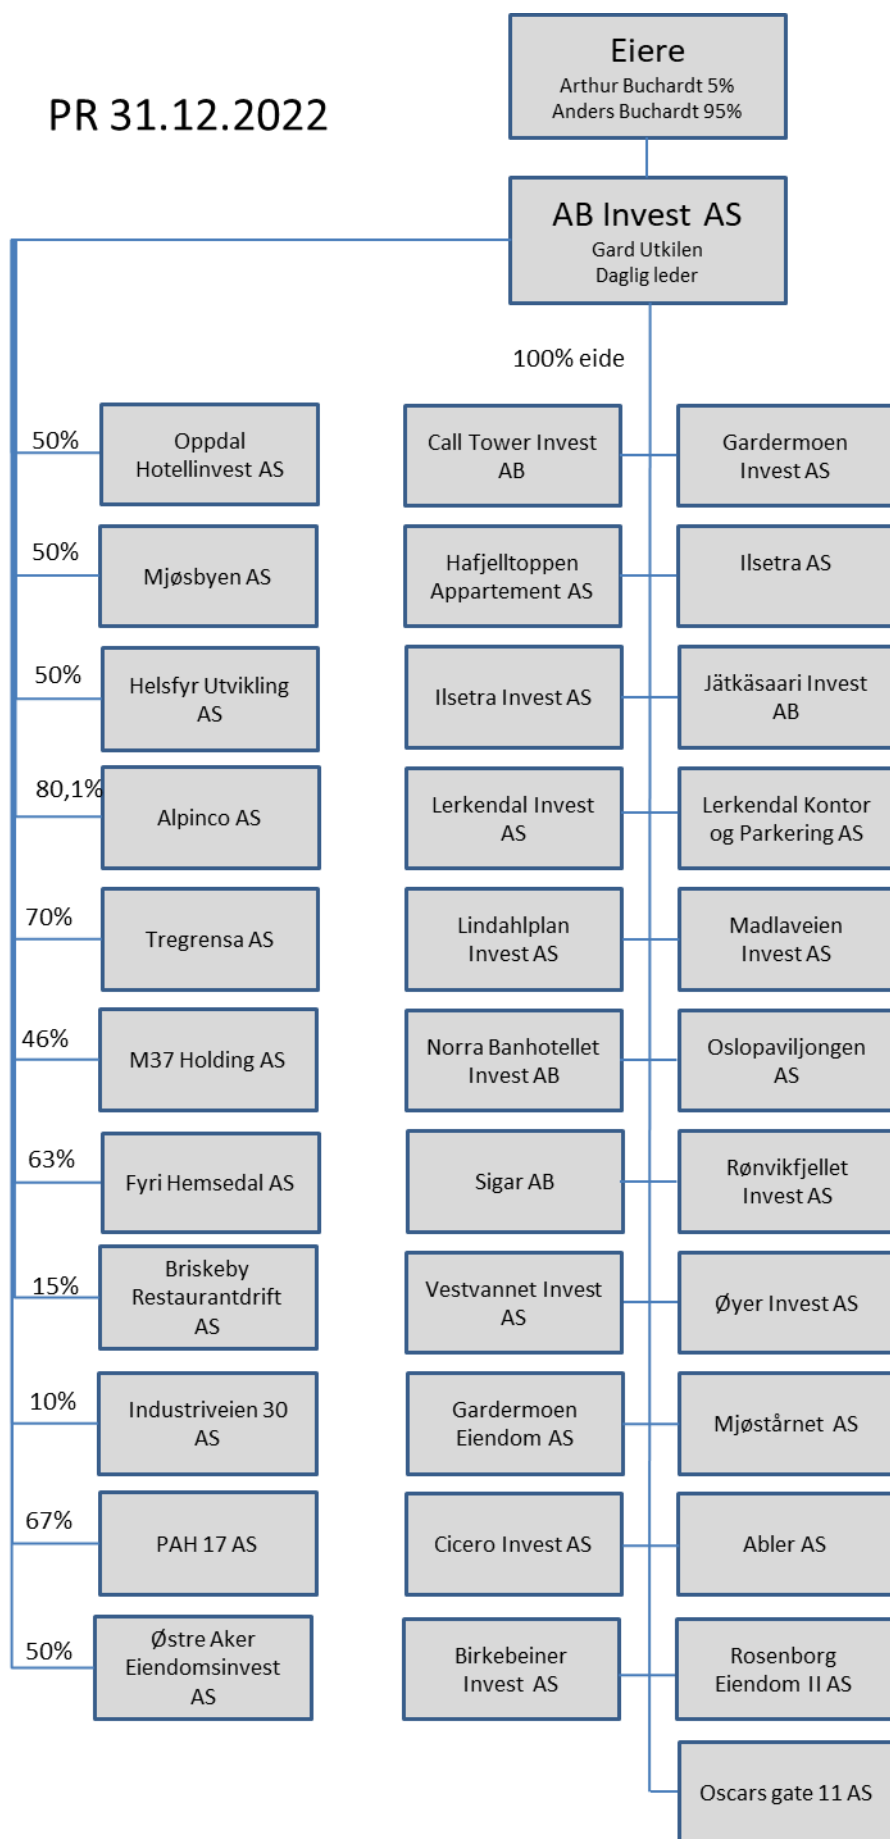 PR 31.12.2022
Eiere
Arthur Buchardt 5%
Anders Buchardt 95%
AB Invest AS
Gard Utkilen
Daglig leder
100% eide
50%
Oppdal
Hotellinvest AS
50%
Mjøsbyen AS
50%
Helsfyr Utvikling
AS
80,1%
Alpinco AS
70%
Tregrensa AS
46%
M37 Holding AS
63%
Fyri Hemsedal AS
15%
Briskeby
Restaurantdrift
AS
10%
Industriveien 30
AS
67%
PAH 17 AS
50%
Østre Aker
Eiendomsinvest
AS
Call Tower Invest
AB
Hafjelltoppen
Appartement AS
Ilsetra Invest AS
Lerkendal Invest
AS
Lindahlplan
Invest AS
Norra Banhotellet
Invest AB
Sigar AB
Vestvannet Invest
AS
Gardermoen
Eiendom AS
Cicero Invest AS
Birkebeiner
Invest AS
Gardermoen
Invest AS
Ilsetra AS
Jätkäsaari Invest
AB
Lerkendal Kontor
og Parkering AS
Madlaveien
Invest AS
Oslopaviljongen
AS
Rønvikfjellet
Invest AS
Øyer Invest AS
Mjøstårnet AS
Abler AS
Rosenborg
Eiendom II AS
Oscars gate 11 AS